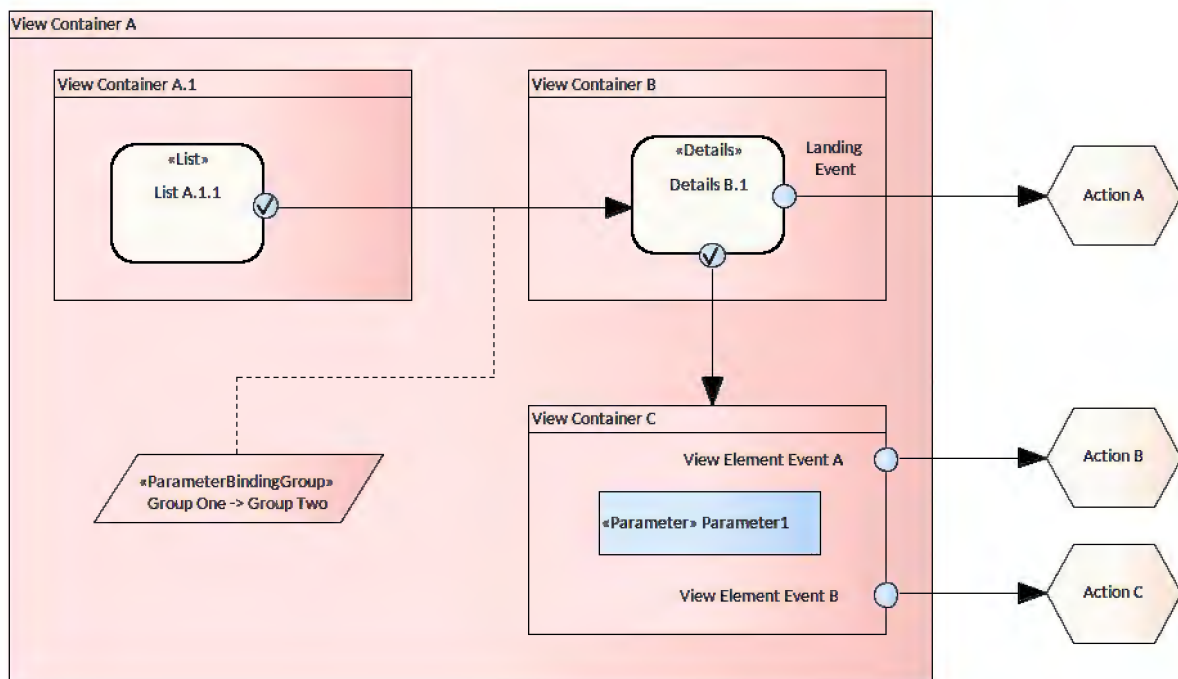 View Container A
View Container A.1
View Container B
«List»
List A.1.1
«Details»
Details B.1
Landing
Event
Action A
View Container C
View Element Event A
Action B
«ParameterBindingGroup»
Group One -> Group Two
«Parameter» Parameter1
View Element Event B
Action C